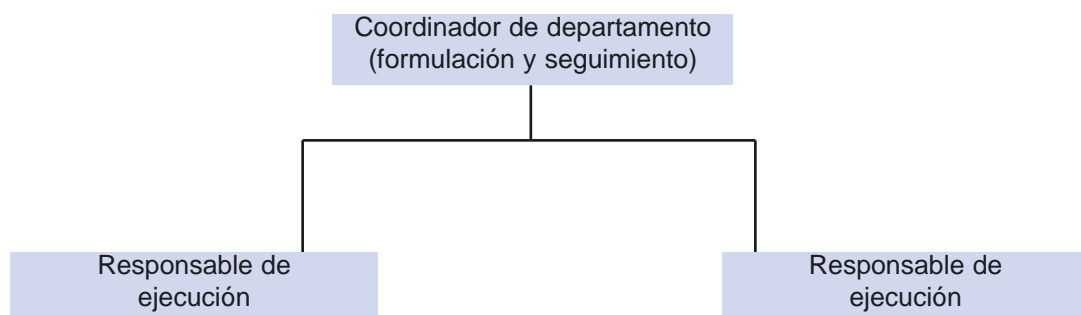 Coordinador de departamento
(formulación y seguimiento)
Responsable de
ejecución
Responsable de
ejecución